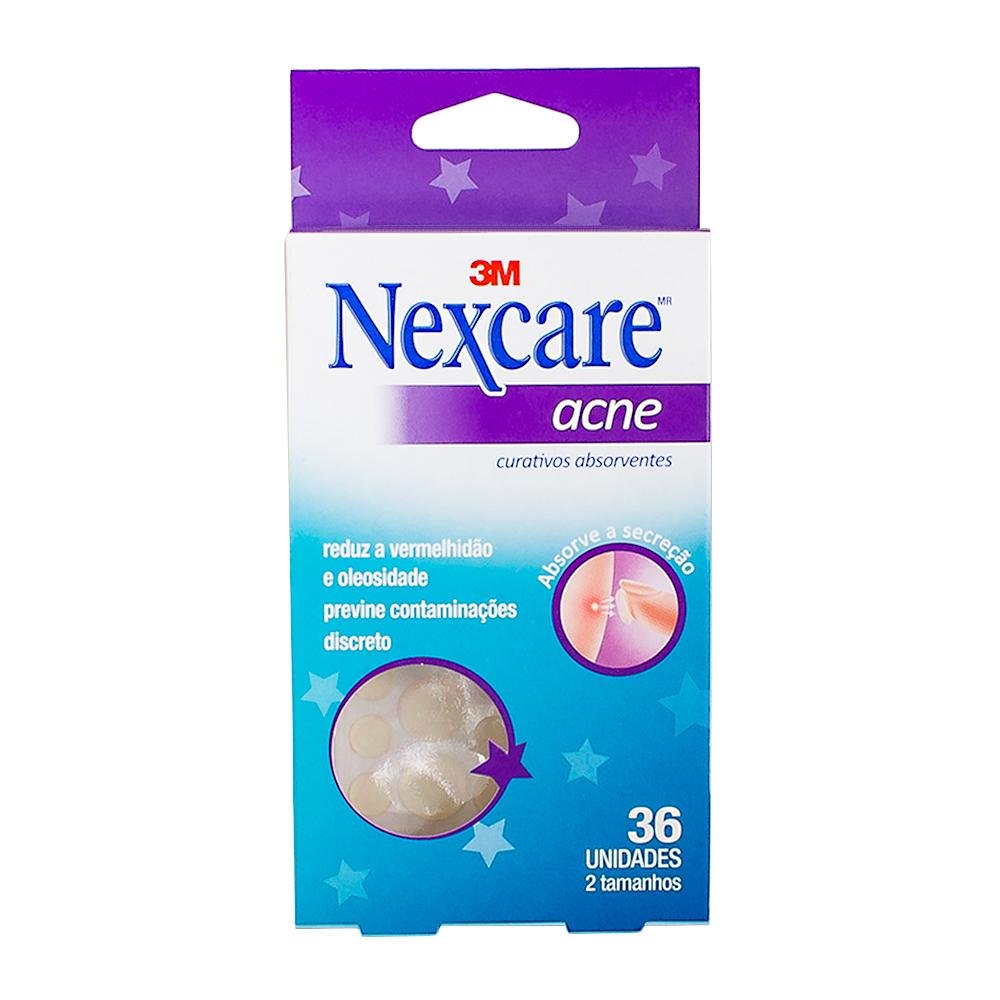 3M
Nexcare MR
acne
curativos absorventes
Absorve a secreção
reduz a vermelhidão
e oleosidade
previne contaminações
discreto
36
UNIDADES
2 tamanhos